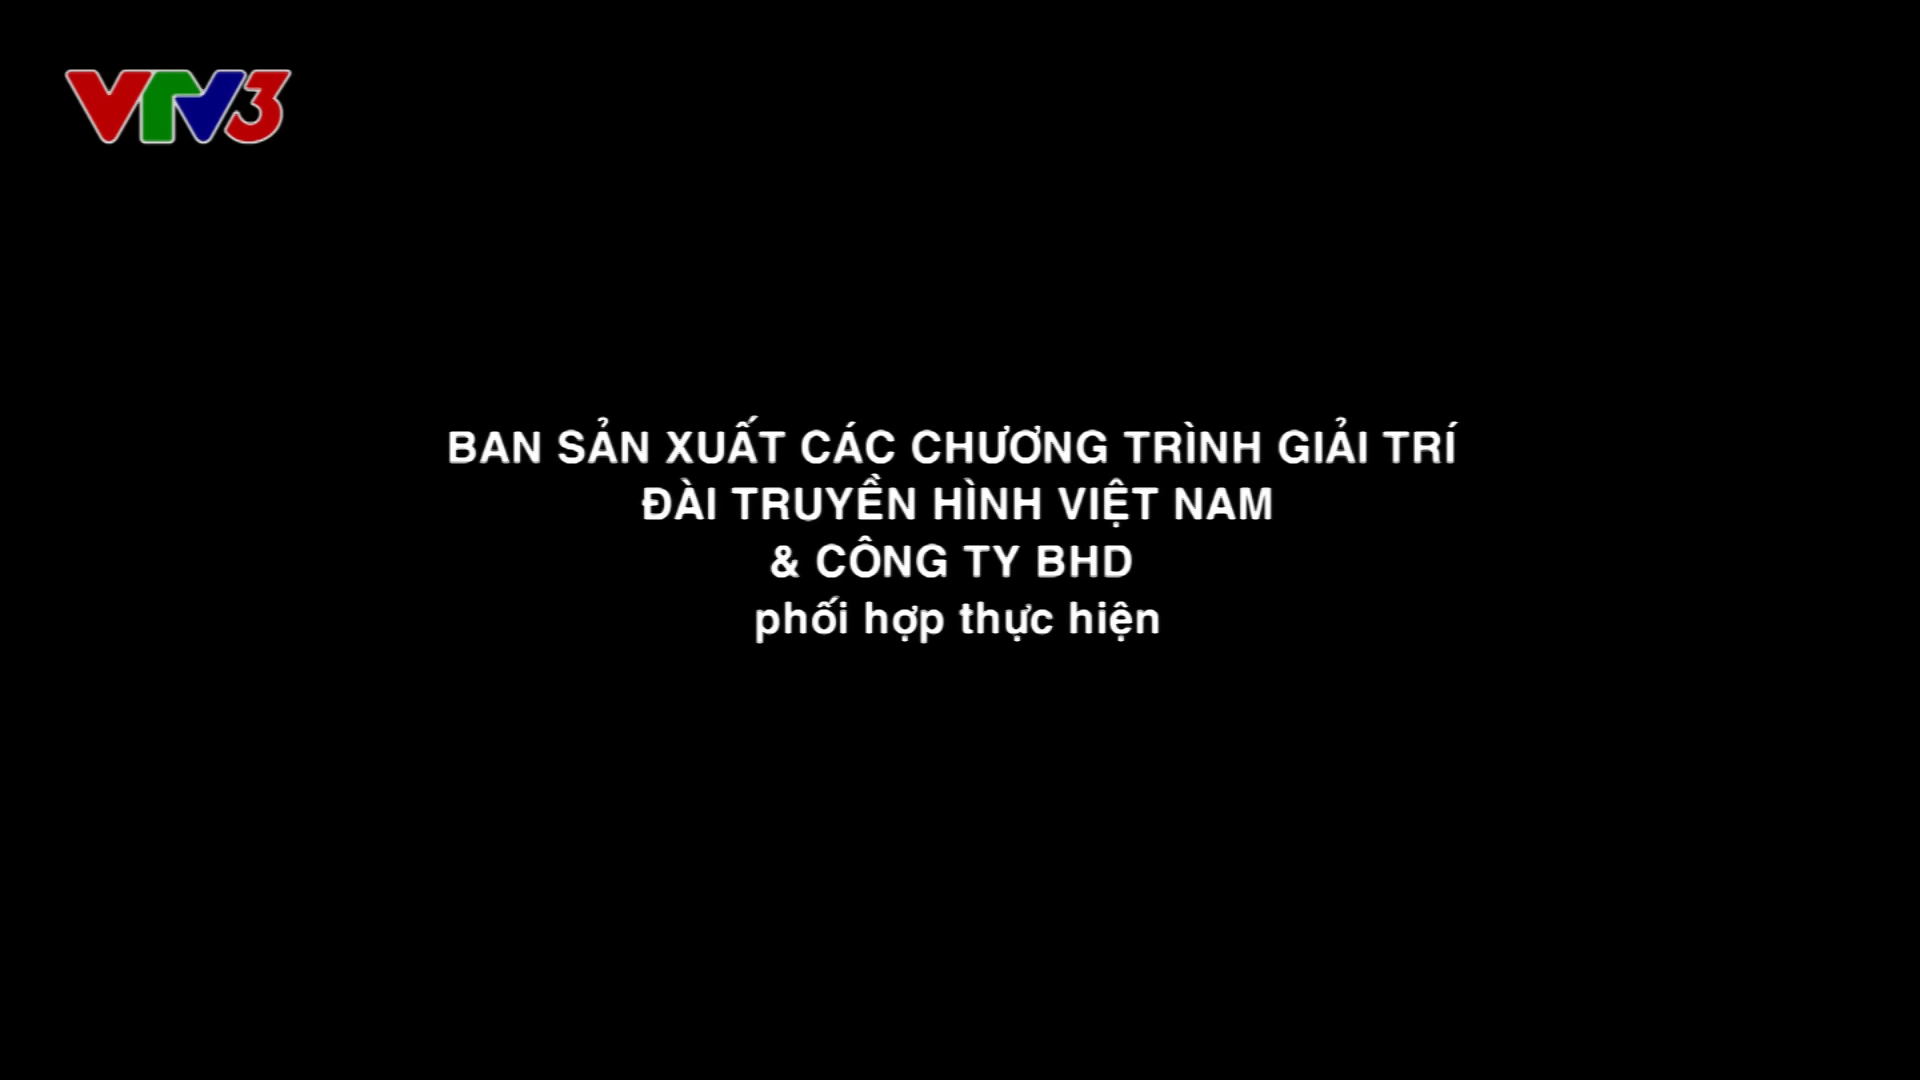 VTV3
BAN SẢN XUẤT CÁC CHƯƠNG TRÌNH GIẢI TRÍ
ĐÀI TRUYỀN HÌNH VIỆT NAM
& CÔNG TY BHD
phối hợp thực hiện